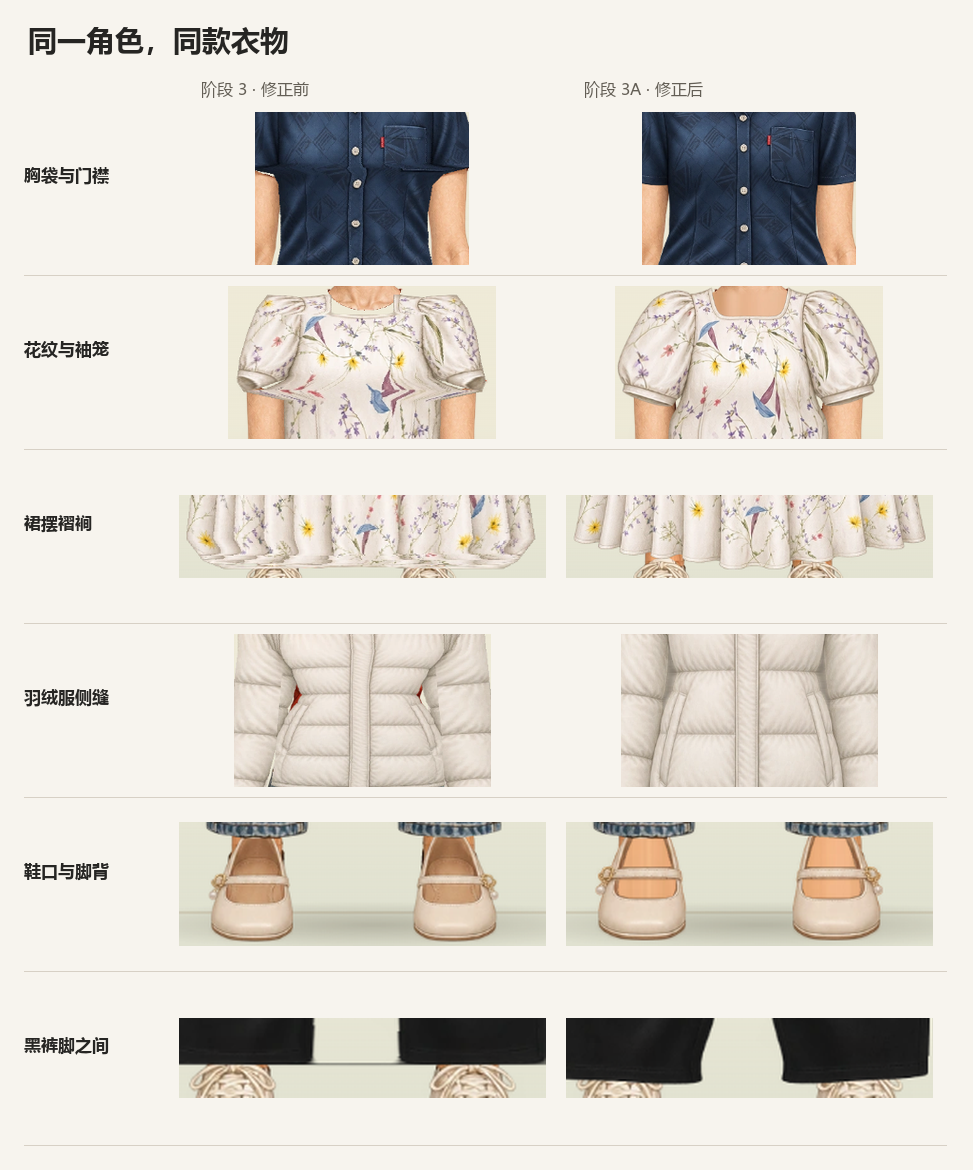 同一角色，同款衣物
阶段 3 · 修正前
阶段 3A · 修正后
胸袋与门襟
花纹与袖笼
裙摆褶裥
羽绒服侧缝
鞋口与脚背
黑裤脚之间